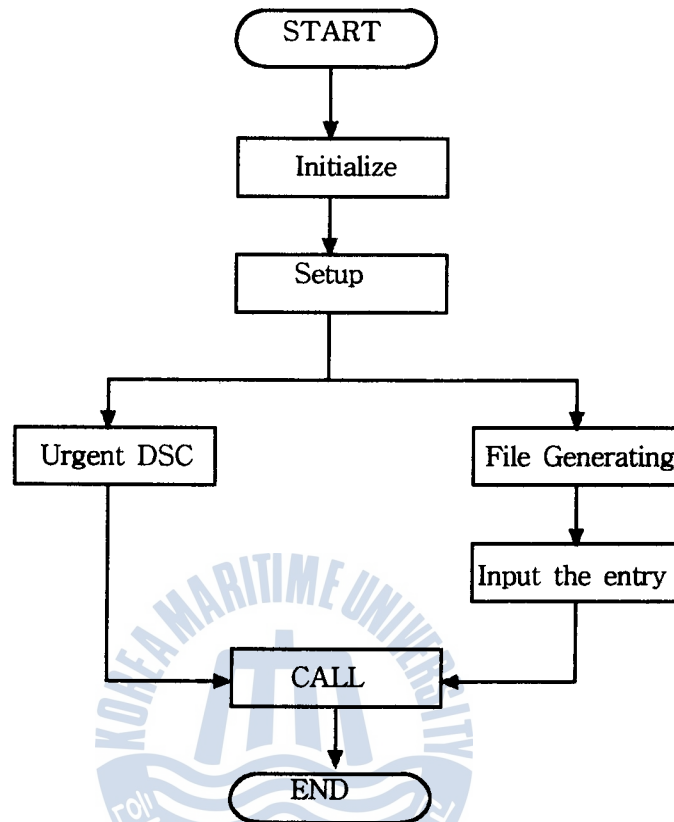 START
Initialize
Setup
Urgent DSC
File Generating
Input the entry
KOREA MARITIME UNIVERSITY
CALL
END